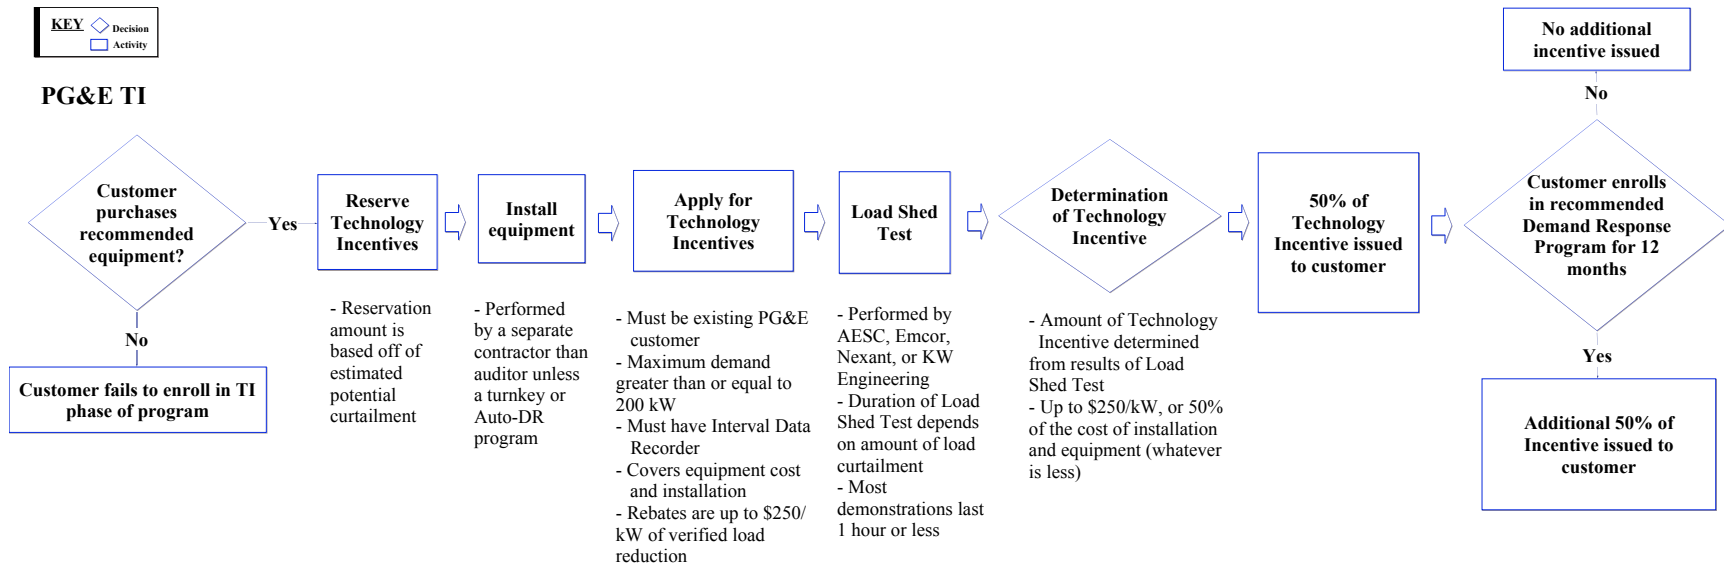 KEY
Decision
Activity
PG&E TI
Customer
purchases
recommended
equipment?
Yes
No
Customer fails to enroll in TI
phase of program
Reserve
Technology
Incentives
- Reservation
amount is
based off of
estimated
potential
curtailment
Install
equipment
- Performed
by a separate
contractor than
auditor unless
a turnkey or
Auto-DR
program
Apply for
Technology
Incentives
- Must be existing PG&E
customer
- Maximum demand
greater than or equal to
200 kW
- Must have Interval Data
Recorder
- Covers equipment cost
and installation
- Rebates are up to $250/
kW of verified load
reduction
Load Shed
Test
- Performed by
AESC, Emcor,
Nexant, or KW
Engineering
- Duration of Load
Shed Test depends
on amount of load
curtailment
- Most
demonstrations last
1 hour or less
Determination
of Technology
Incentive
- Amount of Technology
Incentive determined
from results of Load
Shed Test
- Up to $250/kW, or 50%
of the cost of installation
and equipment (whatever
is less)
50% of
Technology
Incentive issued
to customer
Customer enrolls
in recommended
Demand Response
Program for 12
months
No
No additional
incentive issued
Yes
Additional 50% of
Incentive issued to
customer